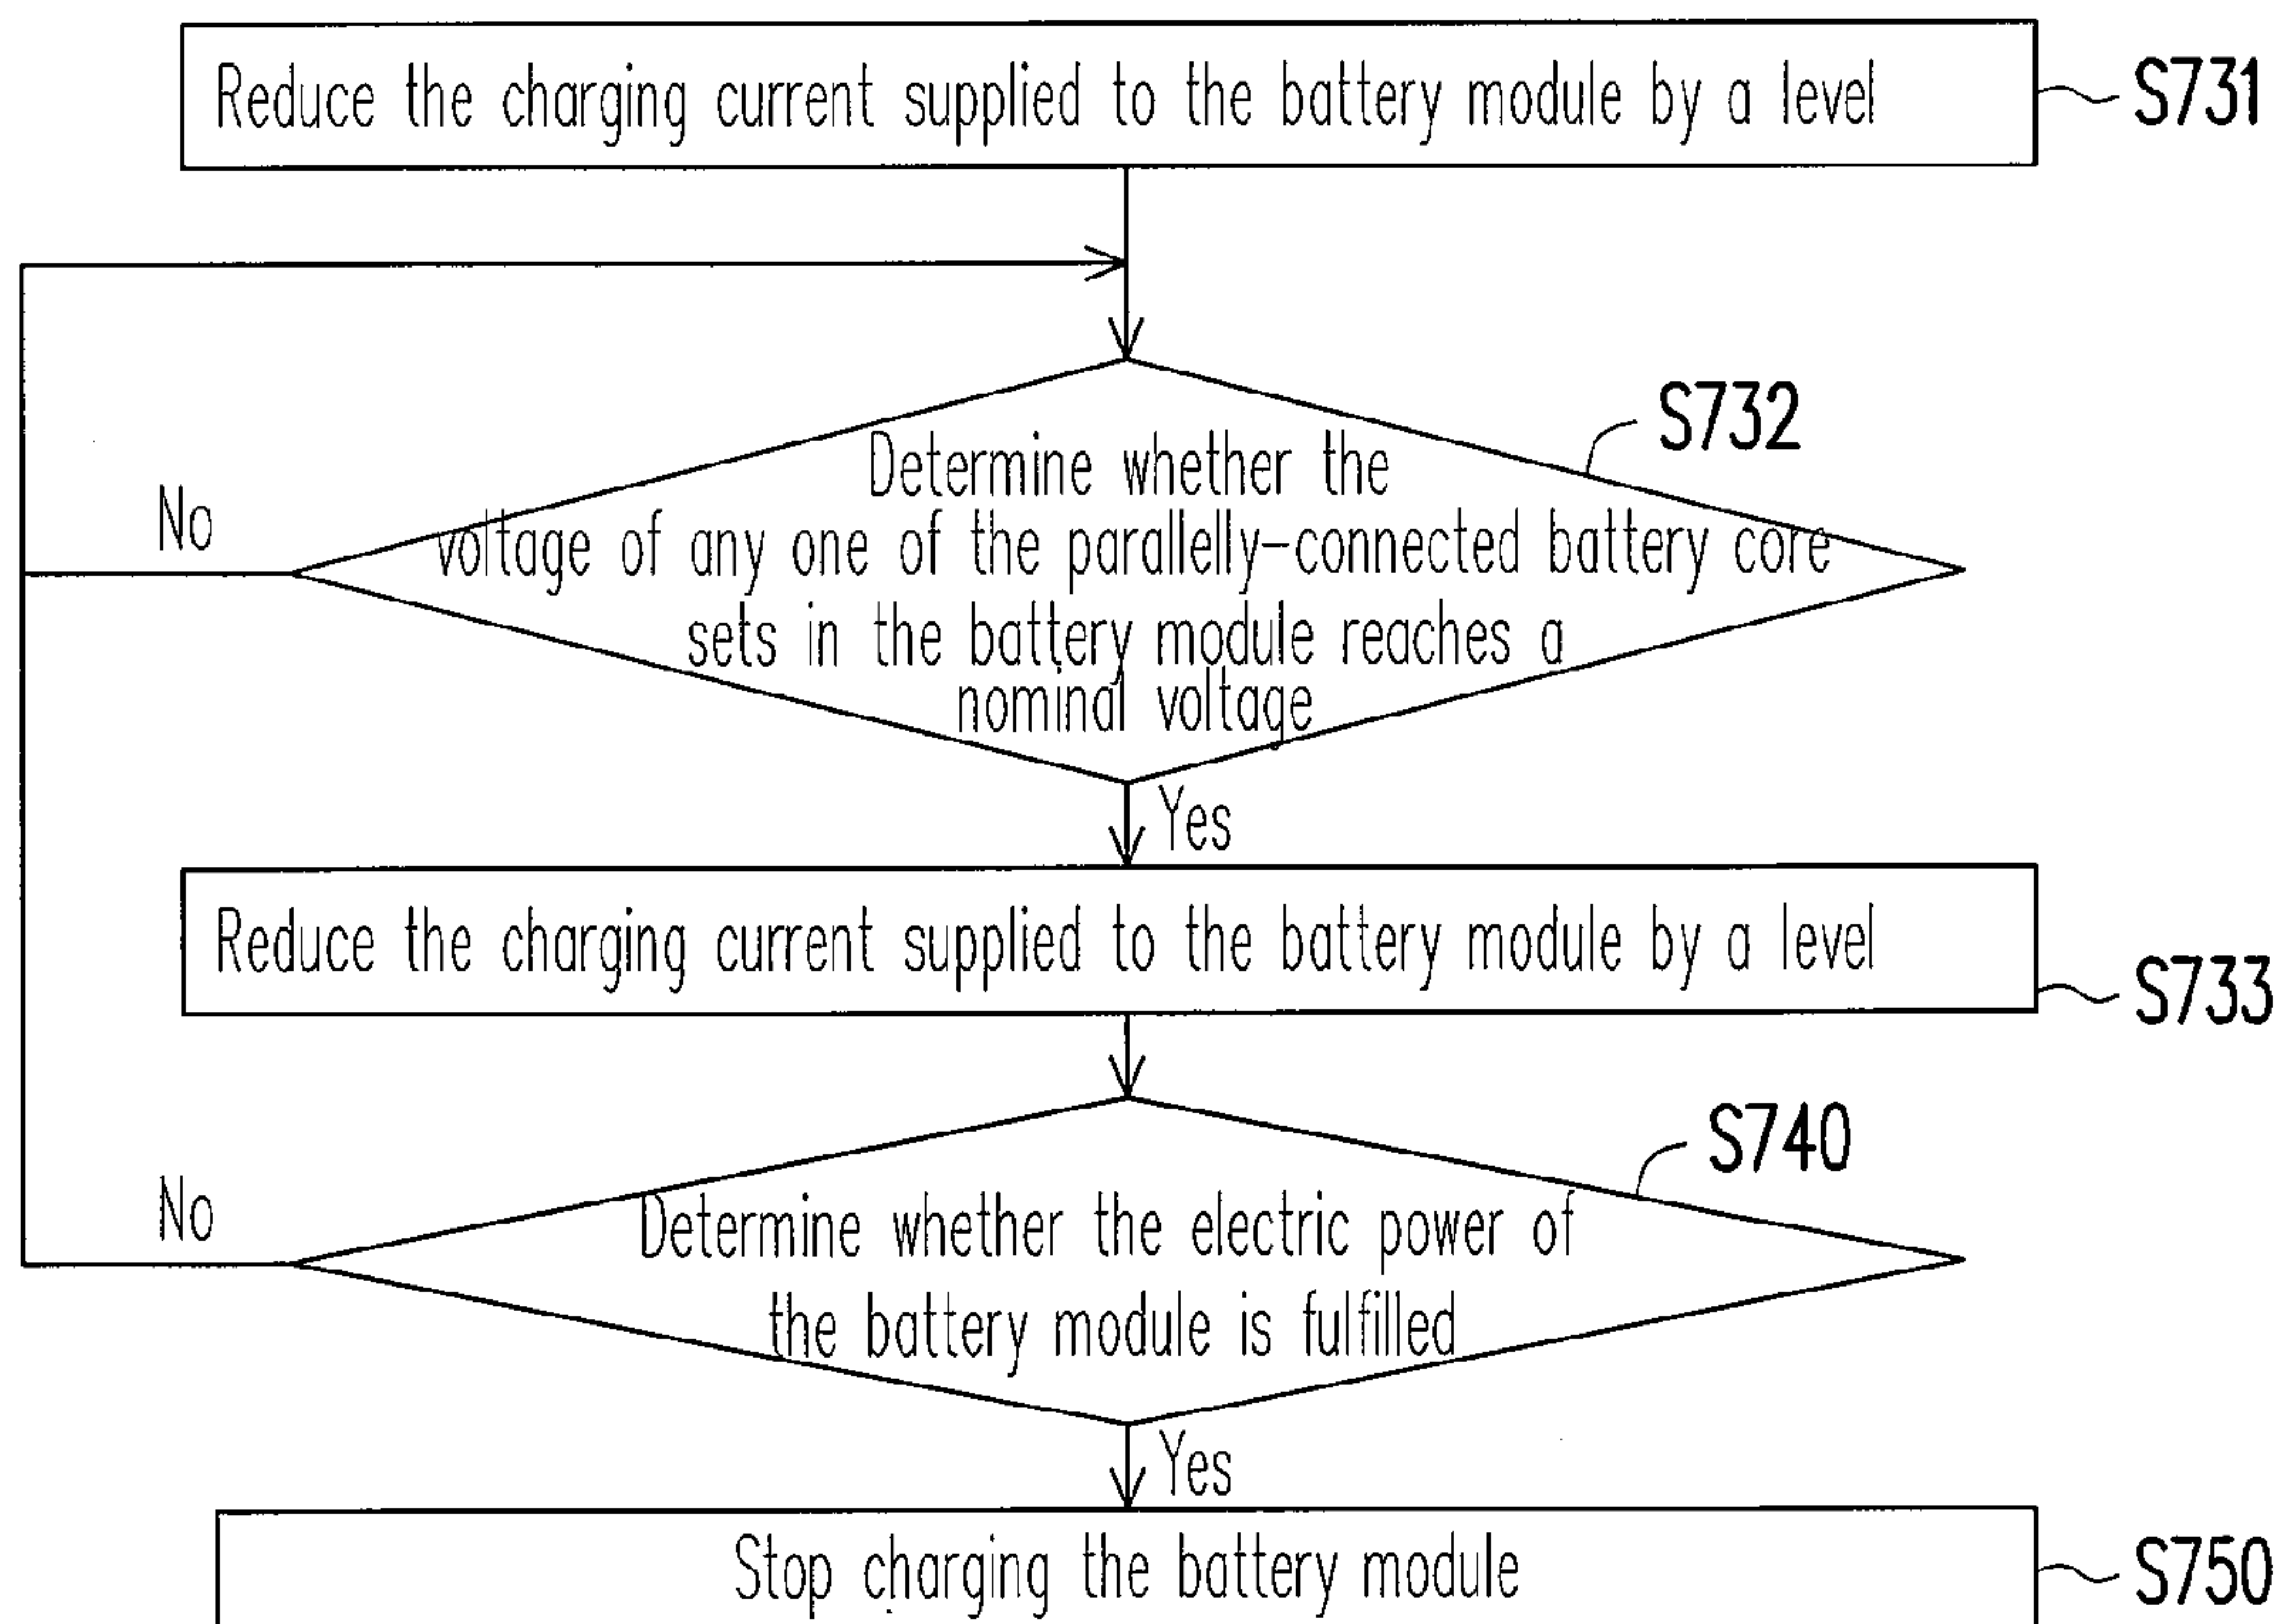 Reduce the charging current supplied to the battery module by a level
S731
S732
Determine whether the
voltage of any one of the parallelly-connected battery core
sets in the battery module reaches a
nominal voltage
No
Yes
Reduce the charging current supplied to the battery module by a level
S733
S740
Determine whether the electric power of
the battery module is fulfilled
No
Yes
Stop charging the battery module
S750